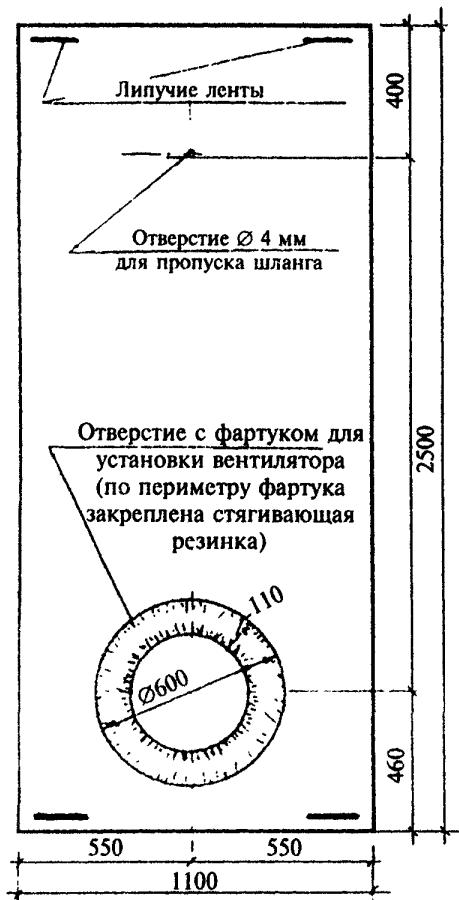 400
Липучие ленты
Отверстие ∅ 4 мм
для пропуска шланга
2500
Отверстие с фартуком для
установки вентилятора
(по периметру фартука
закреплена стягивающая
резинка)
110
∅600
460
550
550
1100